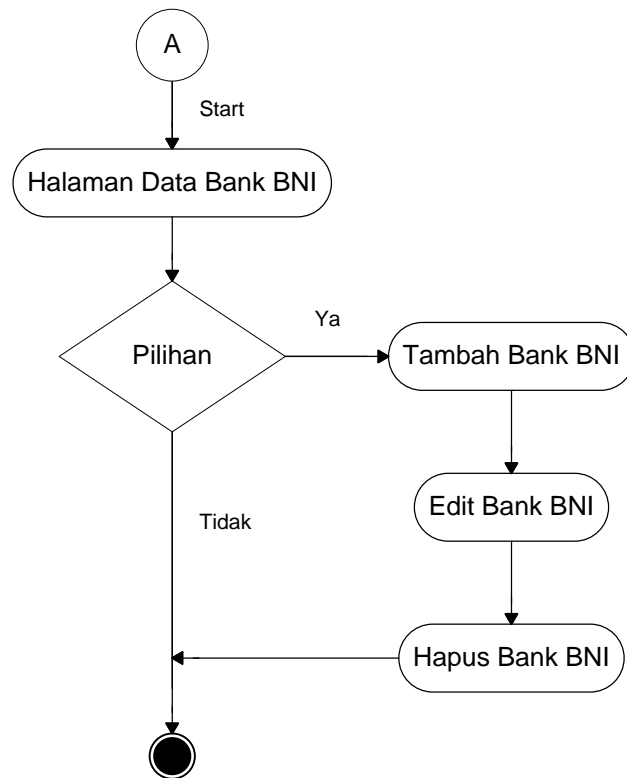 A
Start
Halaman Data Bank BNI
Ya
Pilihan
Tambah Bank BNI
Edit Bank BNI
Tidak
Hapus Bank BNI